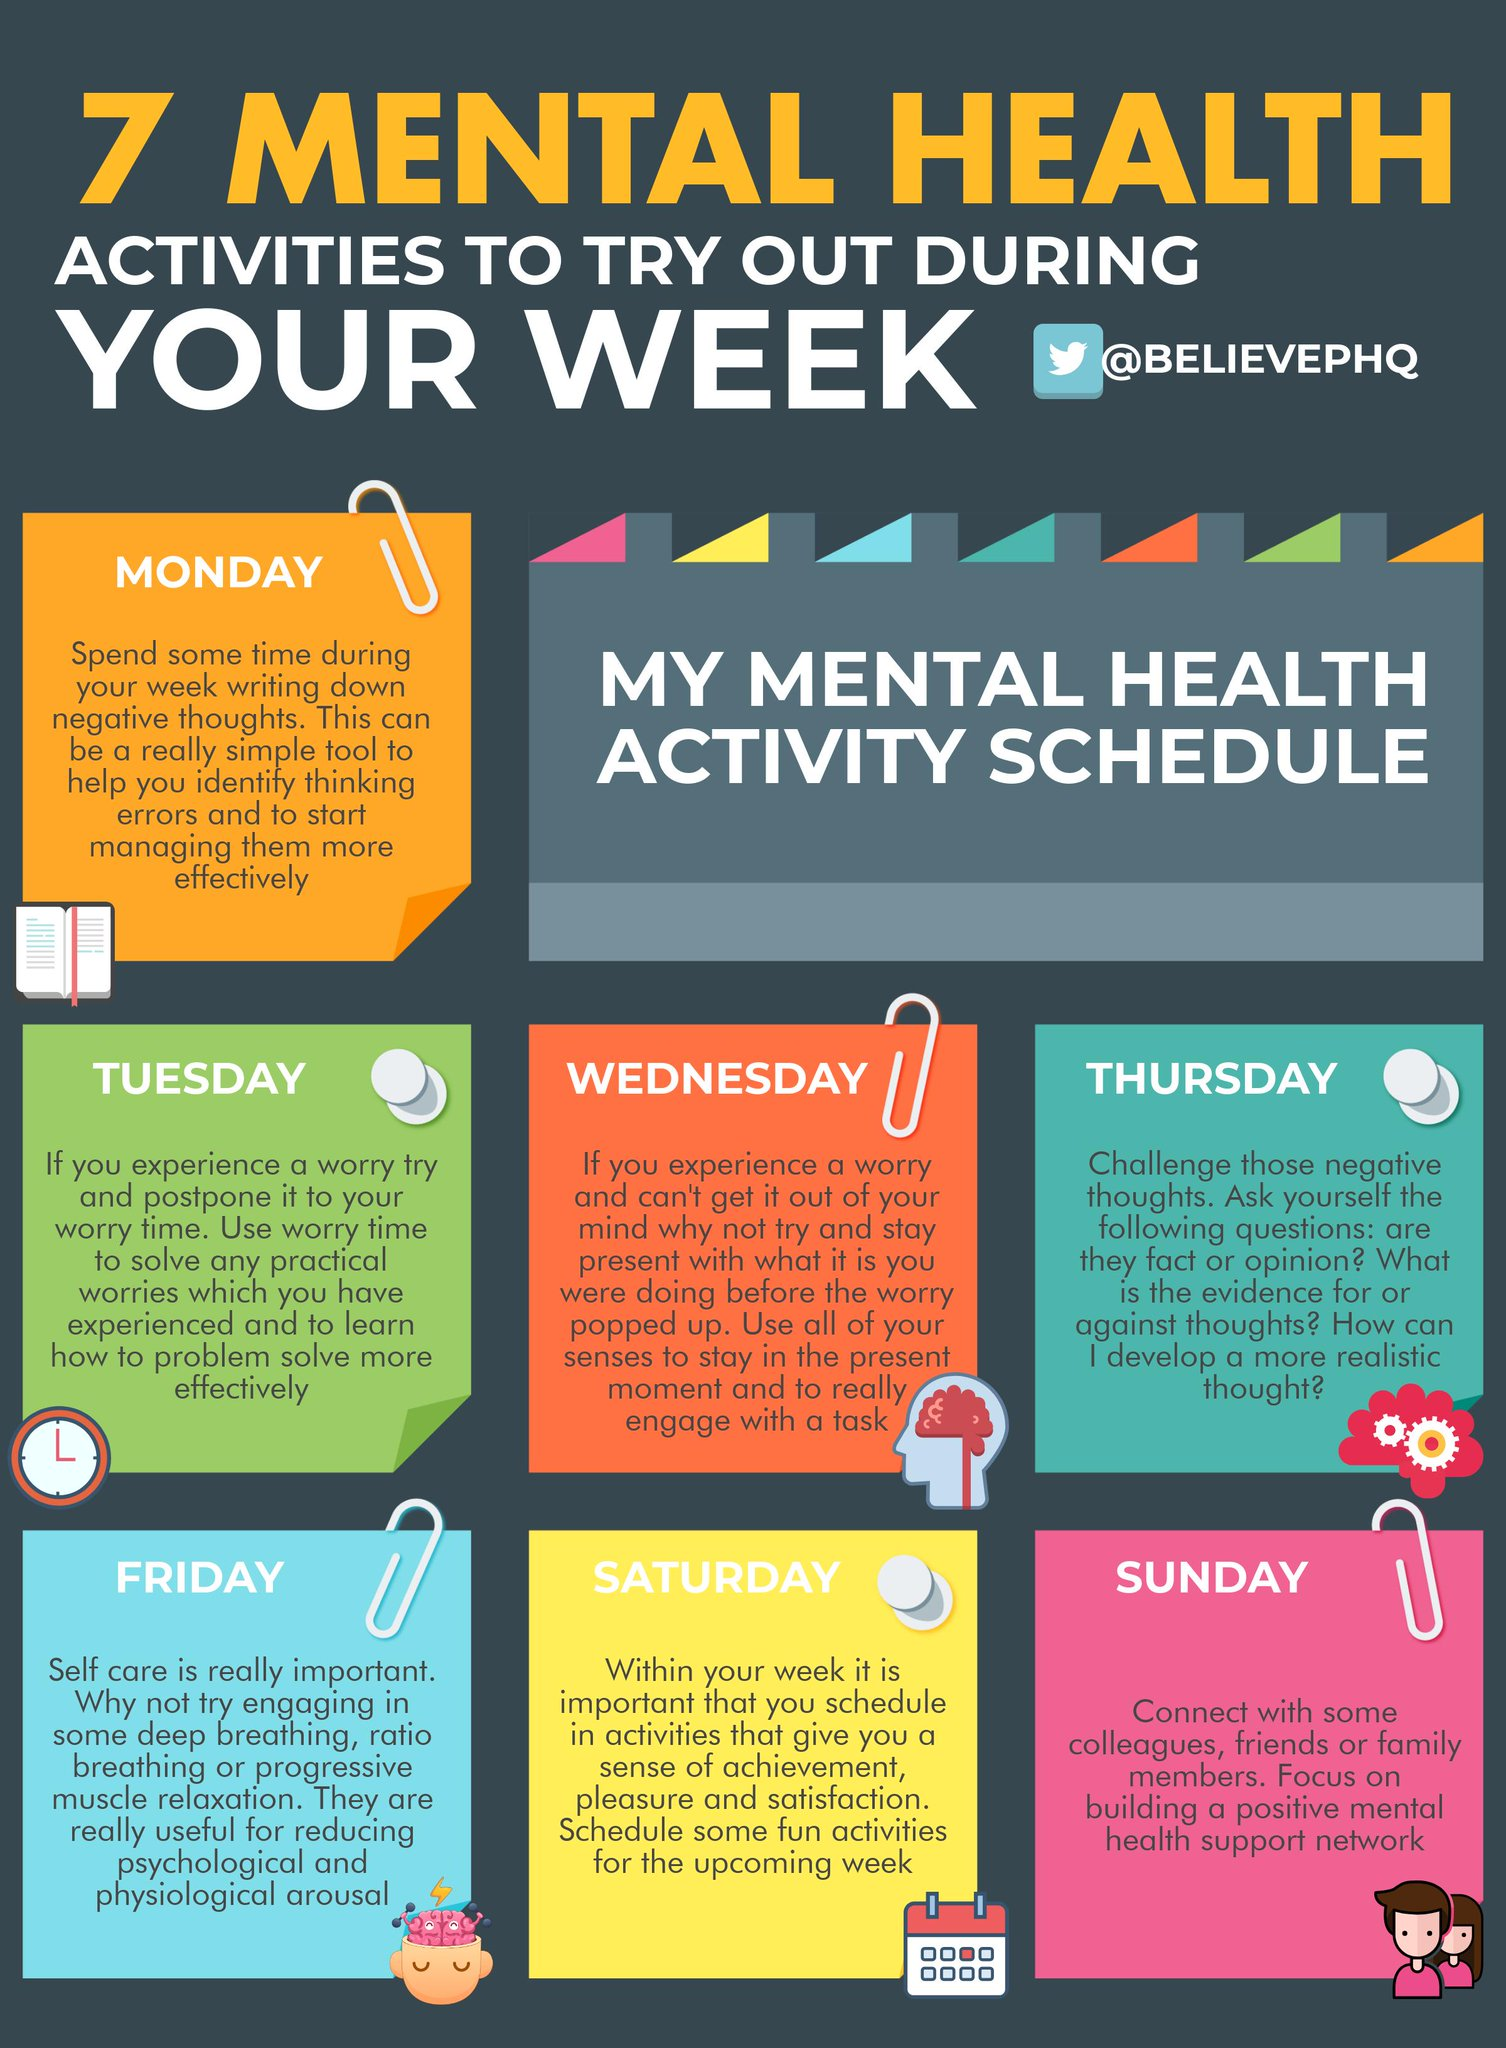 7 MENTAL HEALTH
ACTIVITIES TO TRY OUT DURING
YOUR WEEK
@BELIEVEPHQ
MONDAY
Spend some time during
your week writing down
negative thoughts. This can
be a really simple tool to
help you identify thinking
errors and to start
managing them more
effectively
MY MENTAL HEALTH
ACTIVITY SCHEDULE
TUESDAY
If you experience a worry try
and postpone it to your
worry time. Use worry time
to solve any practical
worries which you have
experienced and to learn
how to problem solve more
effectively
WEDNESDAY
If you experience a worry
and can't get it out of your
mind why not try and stay
present with what it is you
were doing before the worry
popped up. Use all of your
senses to stay in the present
moment and to really
engage with a task
THURSDAY
Challenge those negative
thoughts. Ask yourself the
following questions: are
they fact or opinion? What
is the evidence for or
against thoughts? How can
I develop a more realistic
thought?
FRIDAY
Self care is really important.
Why not try engaging in
some deep breathing, ratio
breathing or progressive
muscle relaxation. They are
really useful for reducing
psychological and
physiological arousal
SATURDAY
Within your week it is
important that you schedule
in activities that give you a
sense of achievement,
pleasure and satisfaction.
Schedule some fun activities
for the upcoming week
SUNDAY
Connect with some
colleagues, friends or family
members. Focus on
building a positive mental
health support network